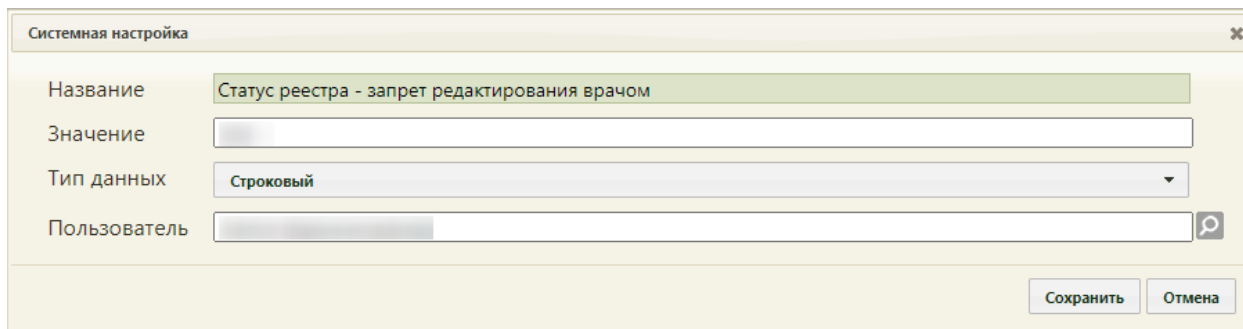 Системная настройка
Название Статус реестра - запрет редактирования врачом
Значение
Тип данных Строковый
Пользователь
Сохранить Отмена